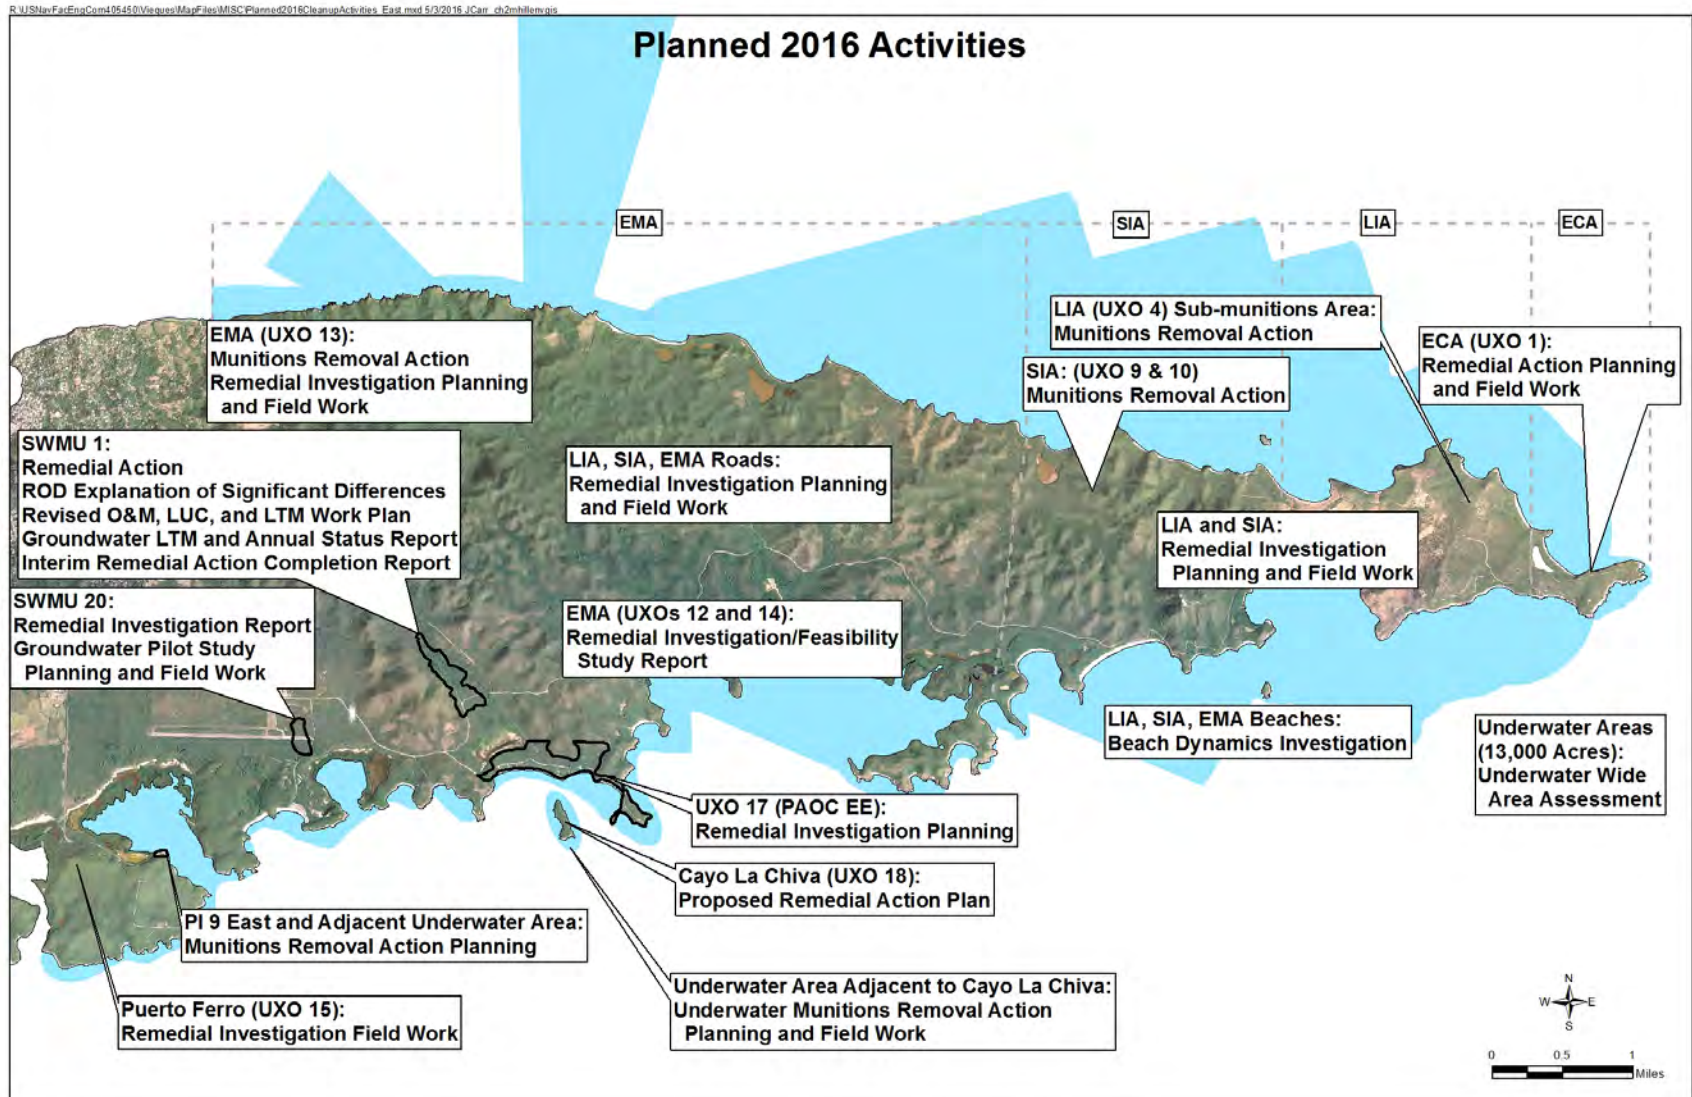 R:\USNavFacEngCom405450\Vieques\MapFiles\MISC\Planned2016CleanupActivities_East.mxd 5/3/2016 JCarr ch2mhillenvgis
Planned 2016 Activities
EMA
SIA
LIA
ECA
EMA (UXO 13):
Munitions Removal Action
Remedial Investigation Planning
and Field Work
LIA (UXO 4) Sub-munitions Area:
Munitions Removal Action
ECA (UXO 1):
Remedial Action Planning
and Field Work
SIA: (UXO 9 & 10)
Munitions Removal Action
SWMU 1:
Remedial Action
ROD Explanation of Significant Differences
Revised O&M, LUC, and LTM Work Plan
Groundwater LTM and Annual Status Report
Interim Remedial Action Completion Report
LIA, SIA, EMA Roads:
Remedial Investigation Planning
and Field Work
LIA and SIA:
Remedial Investigation
Planning and Field Work
SWMU 20:
Remedial Investigation Report
Groundwater Pilot Study
Planning and Field Work
EMA (UXOs 12 and 14):
Remedial Investigation/Feasibility
Study Report
LIA, SIA, EMA Beaches:
Beach Dynamics Investigation
Underwater Areas
(13,000 Acres):
Underwater Wide
Area Assessment
UXO 17 (PAOC EE):
Remedial Investigation Planning
Cayo La Chiva (UXO 18):
Proposed Remedial Action Plan
PI 9 East and Adjacent Underwater Area:
Munitions Removal Action Planning
Underwater Area Adjacent to Cayo La Chiva:
Underwater Munitions Removal Action
Planning and Field Work
Puerto Ferro (UXO 15):
Remedial Investigation Field Work
N
W E
S
0 0.5 1
Miles